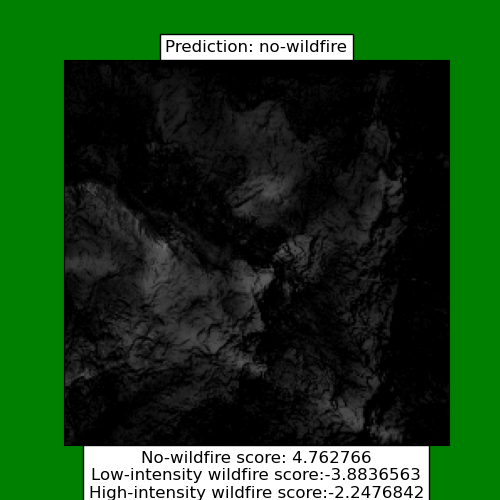 Prediction: no-wildfire
No-wildfire score: 4.762766
Low-intensity wildfire score:-3.8836563
High-intensity wildfire score:-2.2476842